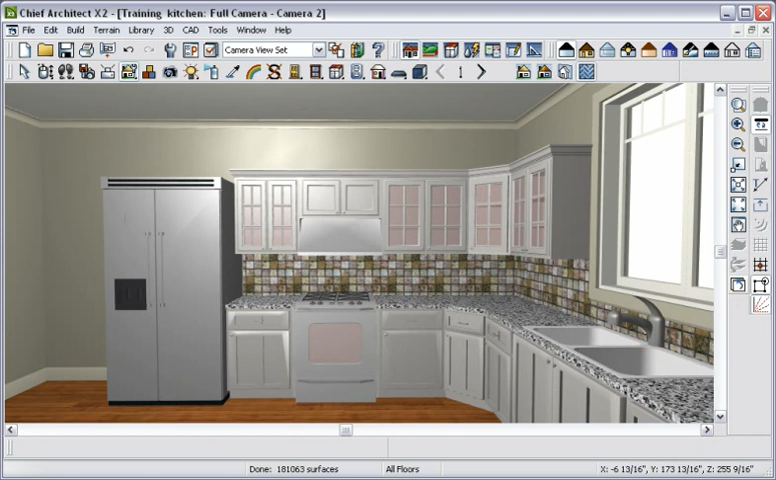 Chief Architect X2 - [Training kitchen: Full Camera - Camera 2]
File Edit Build Terrain Library 3D CAD Tools Window Help
Camera View Set
1
Done: 181063 surfaces All Floors X: -6 13/16", Y: 173 13/16", Z: 255 9/16"